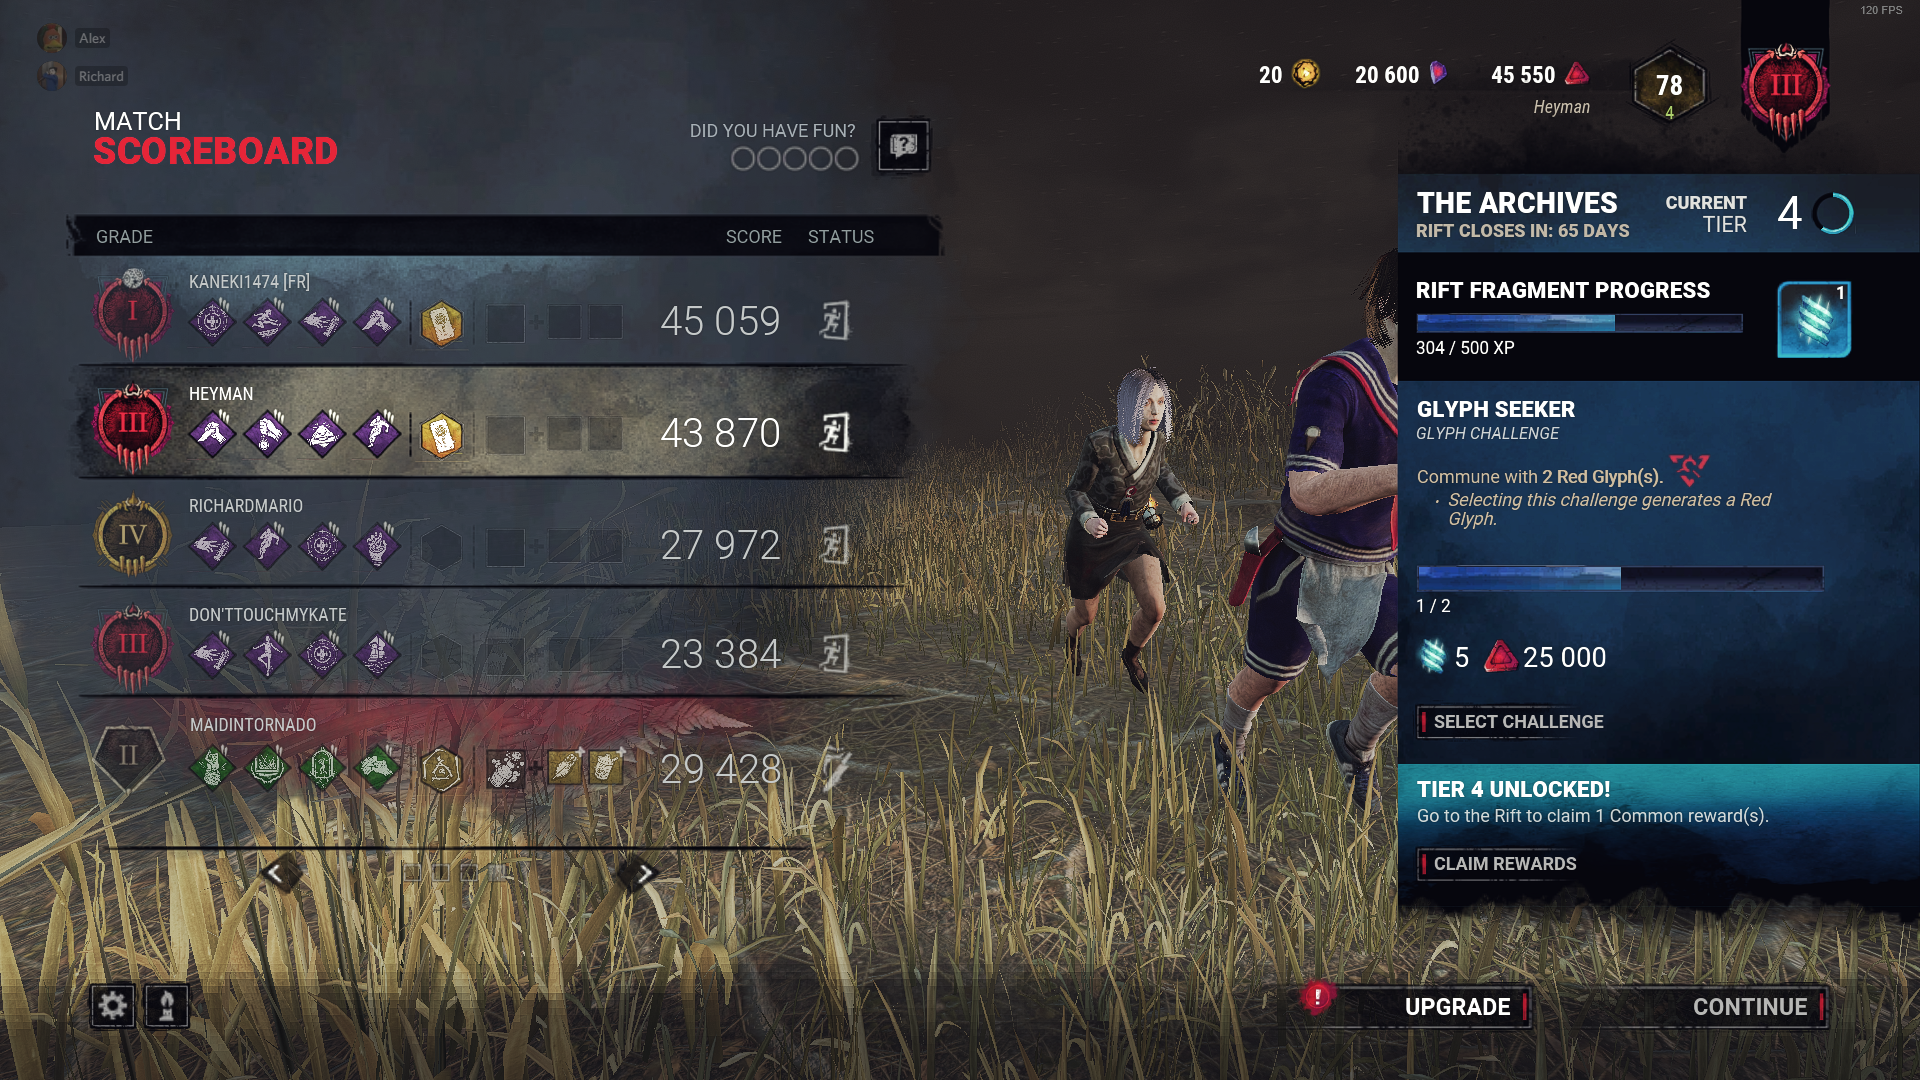 Alex
Richard
120 FPS
20
20 600
45 550
Heyman
78
4
III
MATCH
SCOREBOARD
DID YOU HAVE FUN?
GRADE
SCORE
STATUS
I
KANEKI1474 [FR]
45 059
III
HEYMAN
43 870
IV
RICHARDMARIO
27 972
III
DON'TTOUCHMYKATE
23 384
II
MAIDINTORNADO
29 428
THE ARCHIVES
RIFT CLOSES IN: 65 DAYS
CURRENT
TIER
4
RIFT FRAGMENT PROGRESS
1
304 / 500 XP
GLYPH SEEKER
GLYPH CHALLENGE
Commune with 2 Red Glyph(s).
· Selecting this challenge generates a Red
Glyph.
1 / 2
5
25 000
SELECT CHALLENGE
TIER 4 UNLOCKED!
Go to the Rift to claim 1 Common reward(s).
CLAIM REWARDS
!
UPGRADE
CONTINUE